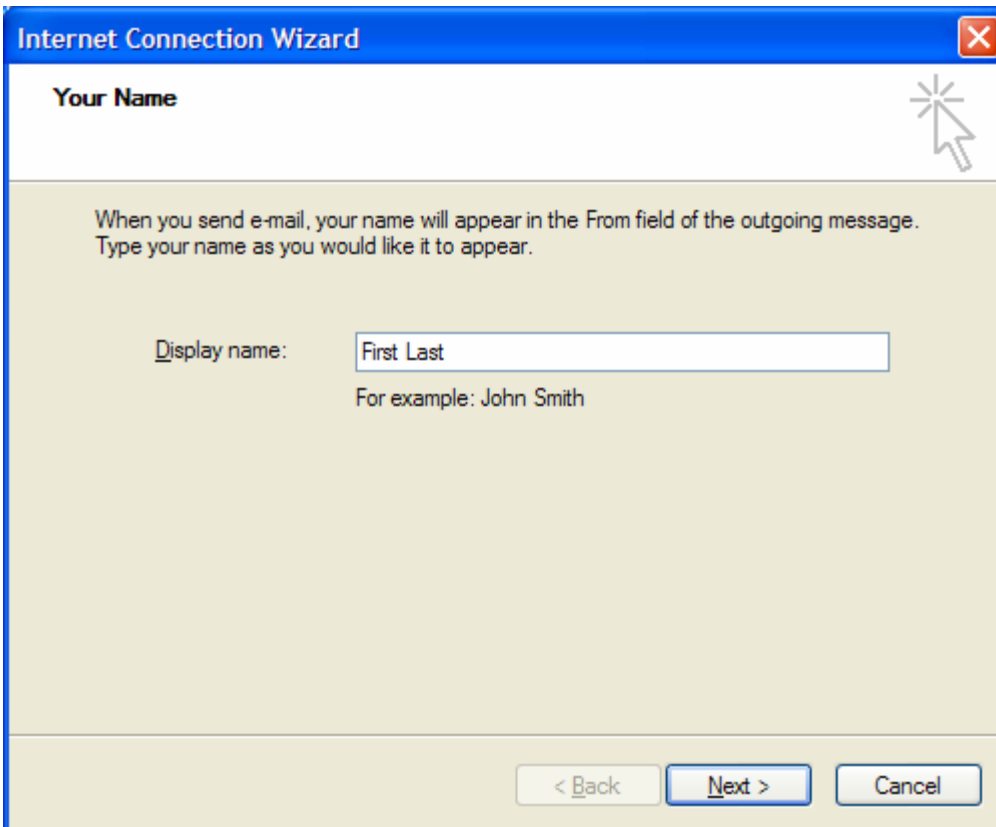 Internet Connection Wizard
Your Name
When you send e-mail, your name will appear in the From field of the outgoing message.
Type your name as you would like it to appear.
Display name: First Last
For example: John Smith
< Back Next > Cancel